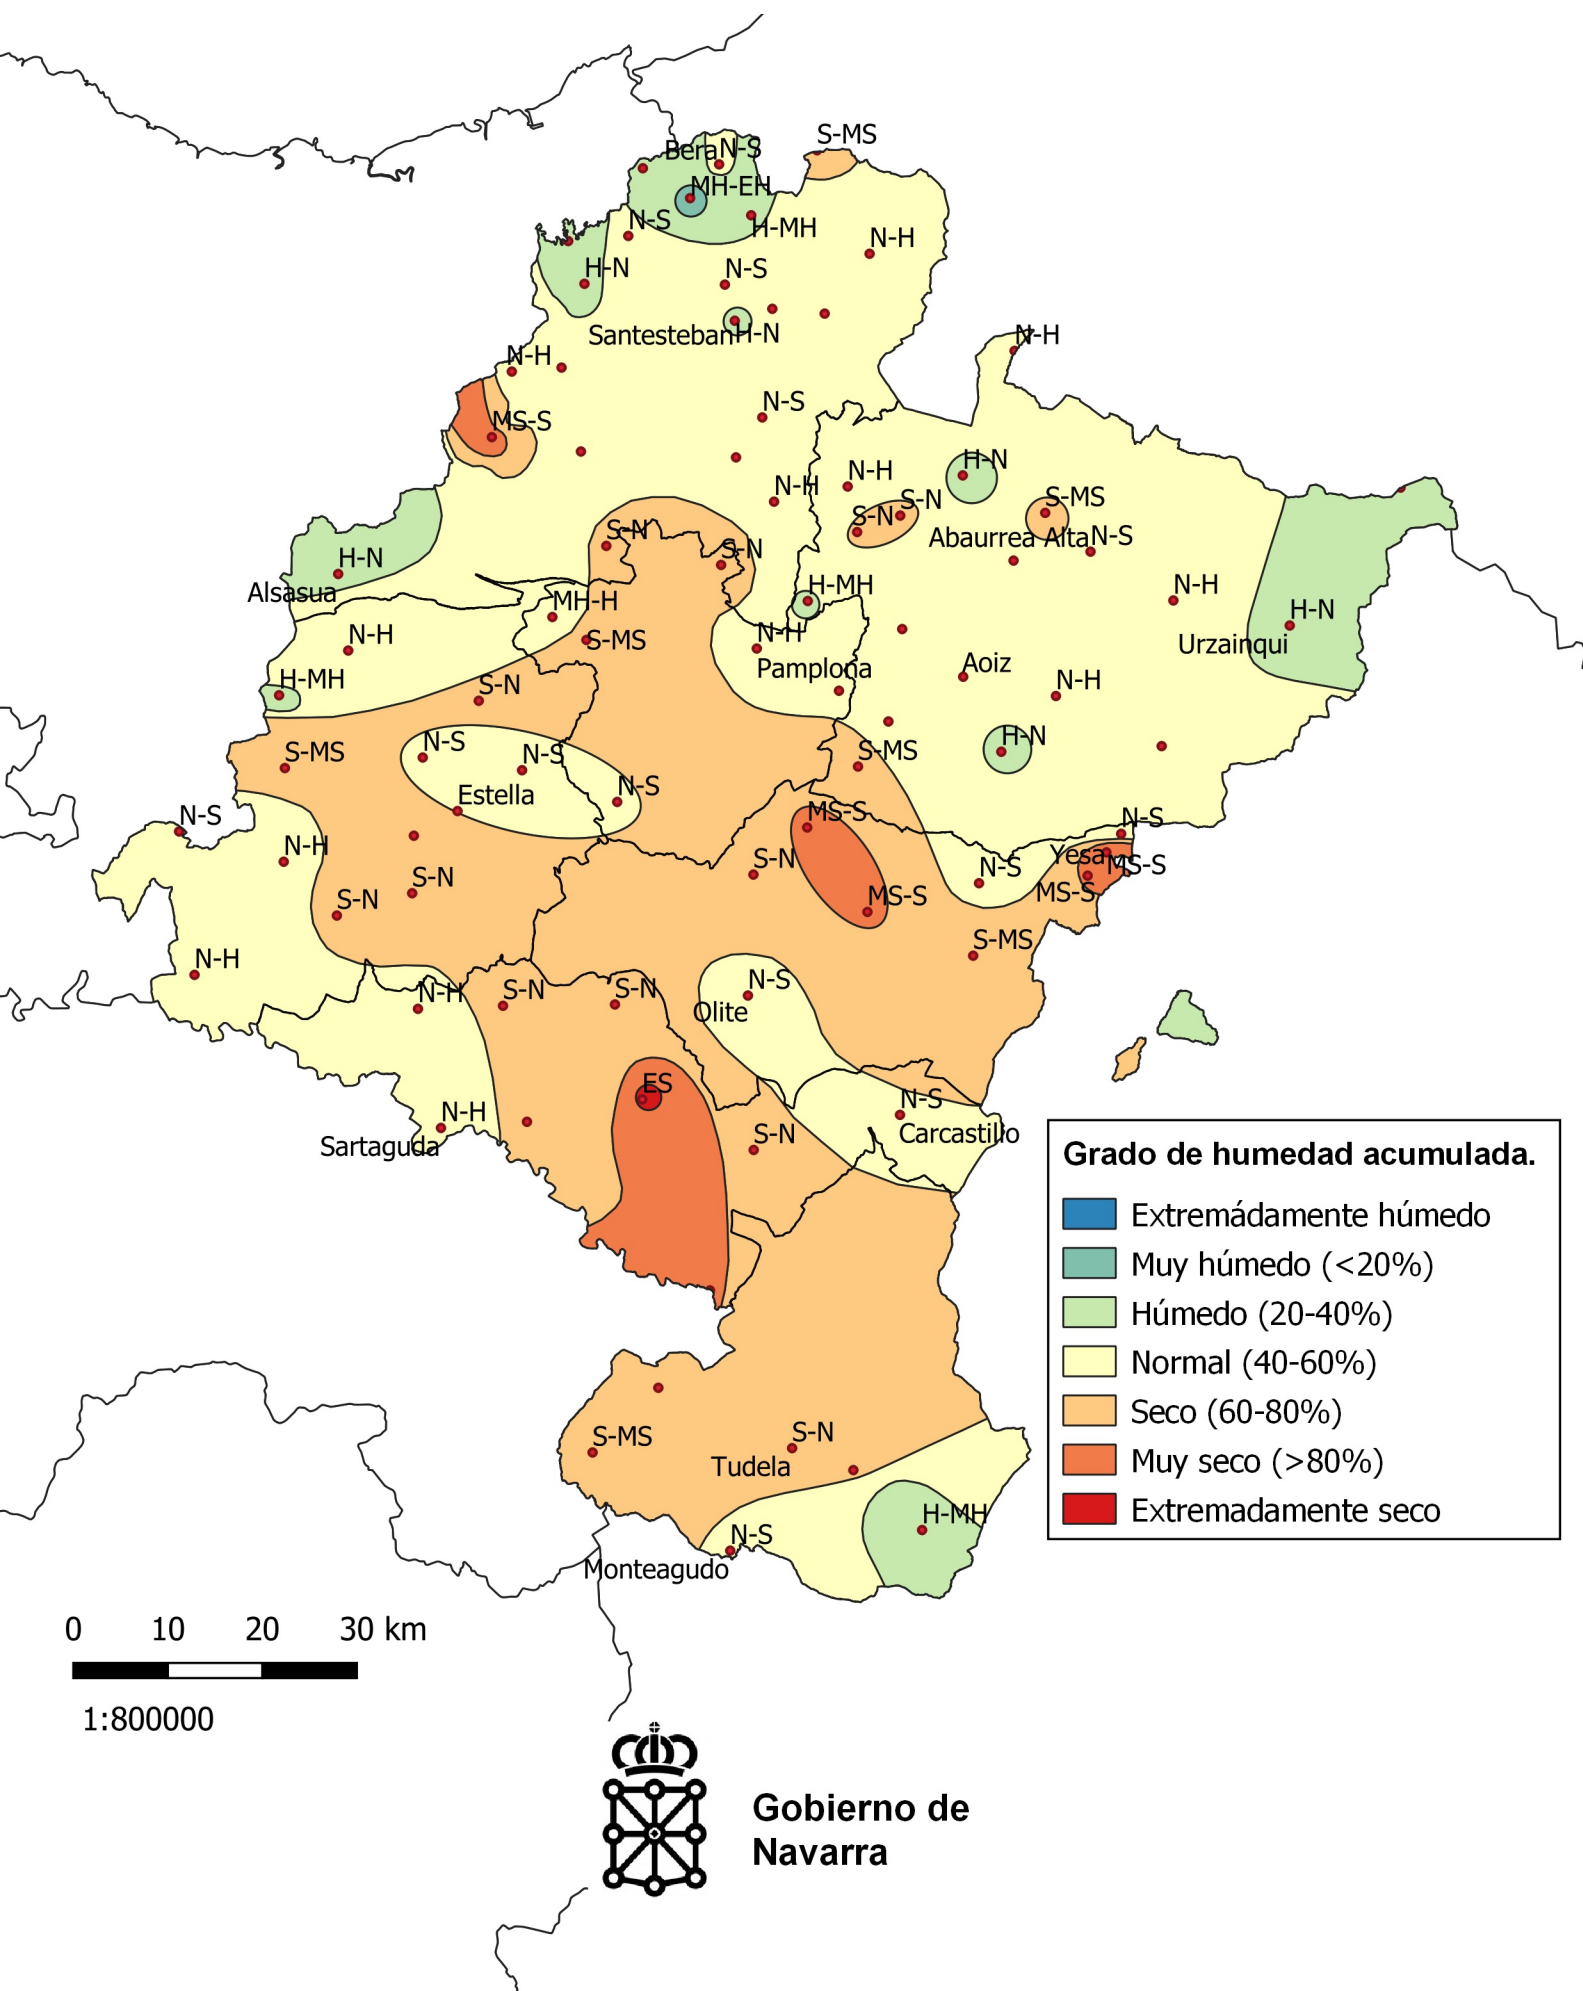 S-MS
Bera
N-S
MH-EH
N-S
H-MH
N-H
H-N
N-S
Santesteban
H-N
N-H
N-H
N-S
MS-S
H-N
N-H
N-H
S-MS
S-N
S-N
Abaurrea Alta
N-S
S-N
S-N
H-N
Alsasua
H-MH
N-H
MH-H
H-N
N-H
S-MS
N-H
Urzainqui
Pamplona
Aoiz
H-MH
S-N
N-H
H-N
S-MS
N-S
N-S
S-MS
N-S
Estella
N-S
MS-S
N-S
N-H
S-N
Yesa
MS-S
N-S
S-N
MS-S
MS-S
S-N
S-MS
N-H
N-S
N-H
S-N
S-N
Olite
ES
N-S
N-H
Carcastillo
S-N
Sartaguda
Grado de humedad acumulada.
Extremádamente húmedo
Muy húmedo (<20%)
Húmedo (20-40%)
Normal (40-60%)
Seco (60-80%)
Muy seco (>80%)
Extremadamente seco
S-MS
S-N
Tudela
H-MH
N-S
Monteagudo
0 10 20 30 km
1:800000
Gobierno de
Navarra